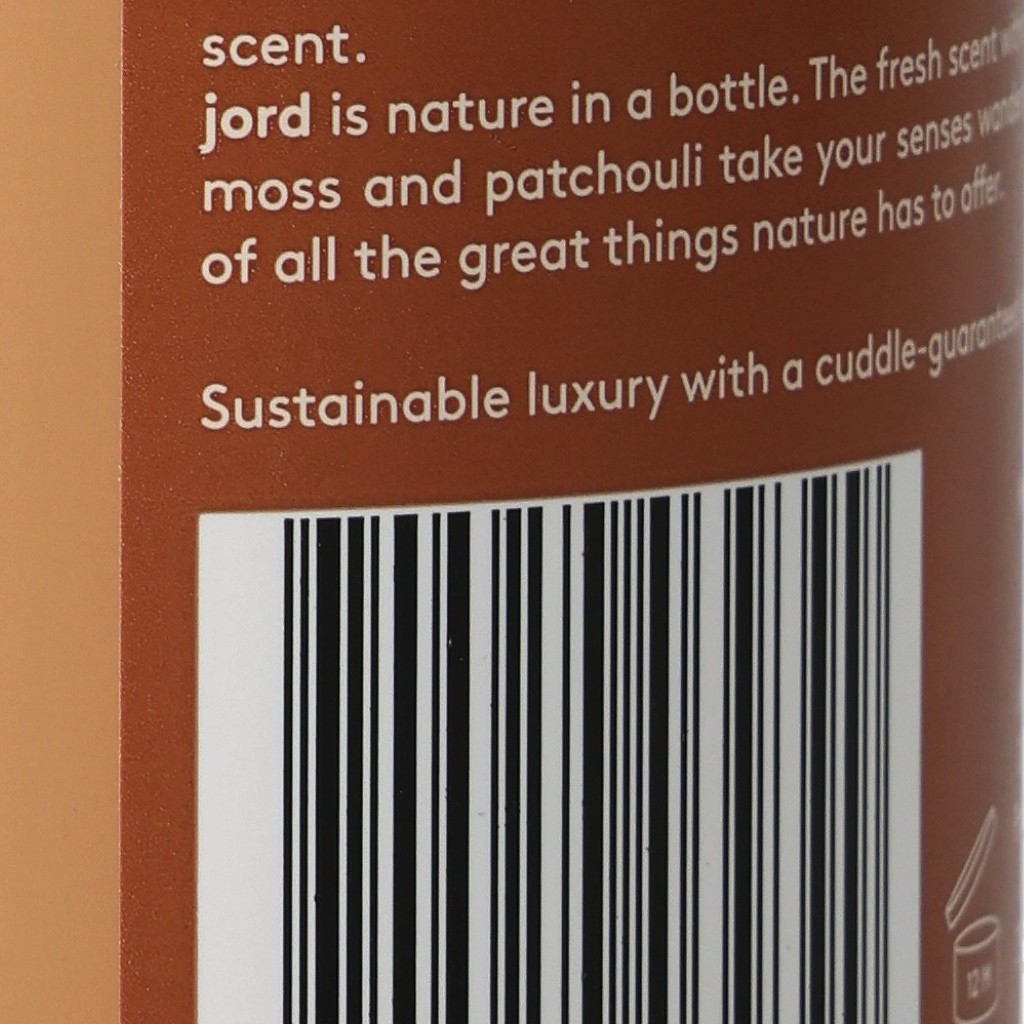 scent.
jord is nature in a bottle. The fresh scent
moss and patchouli take your senses
of all the great things nature has to offer.
Sustainable luxury with a cuddle-guarantee
12 M